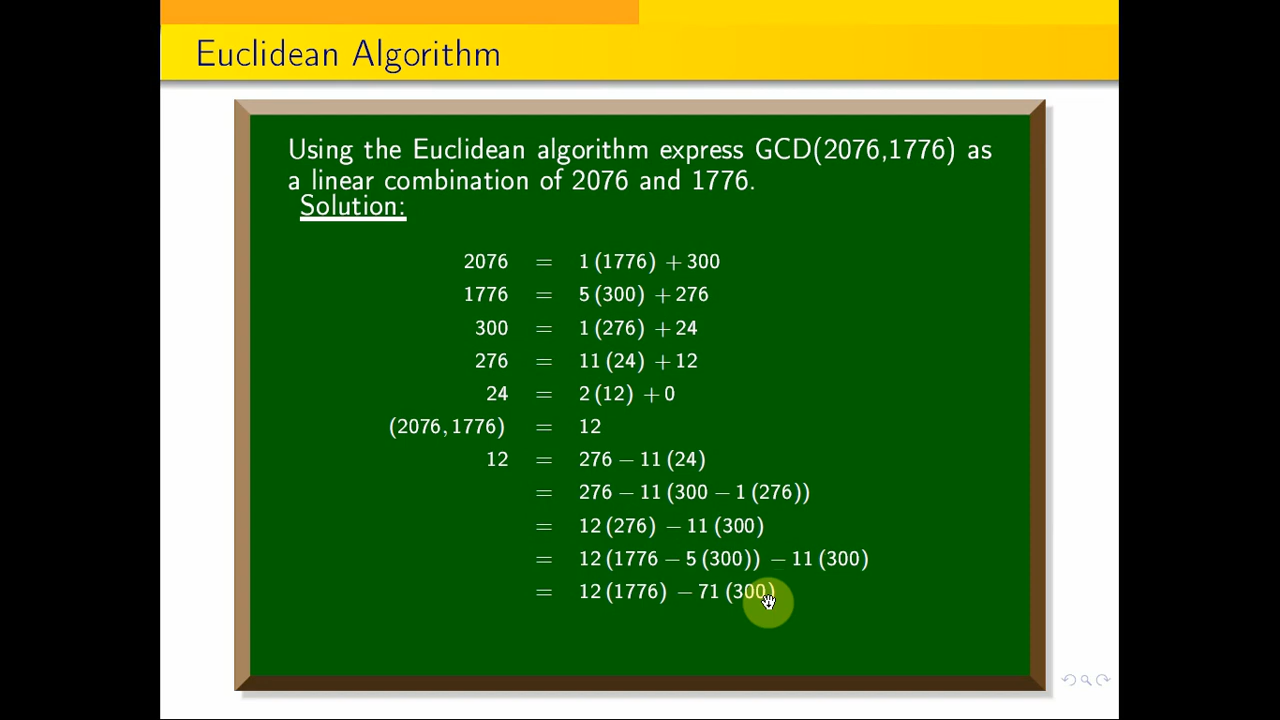 Euclidean Algorithm
Using the Euclidean algorithm express GCD(2076,1776) as
a linear combination of 2076 and 1776.
Solution:
2076 = 1 (1776) + 300
1776 = 5 (300) + 276
300 = 1 (276) + 24
276 = 11 (24) + 12
24 = 2 (12) + 0
(2076, 1776) = 12
12 = 276 − 11 (24)
= 276 − 11 (300 − 1 (276))
= 12 (276) − 11 (300)
= 12 (1776 − 5 (300)) − 11 (300)
= 12 (1776) − 71 (300)